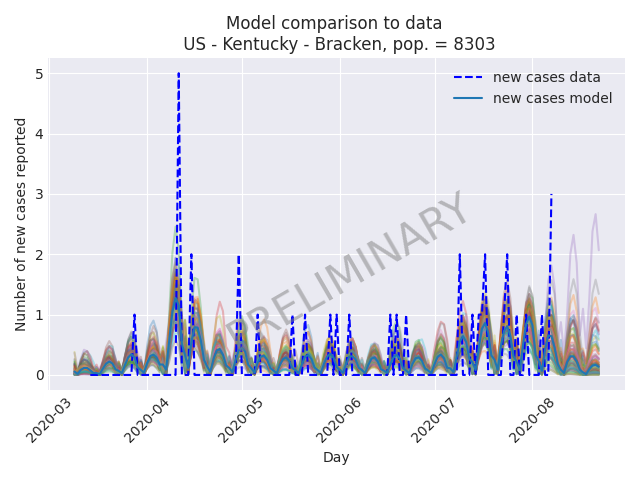 Model comparison to data
US - Kentucky - Bracken, pop. = 8303
new cases data
new cases model
PRELIMINARY
Number of new cases reported
5
4
3
2
1
0
2020-03
2020-04
2020-05
2020-06
2020-07
2020-08
Day